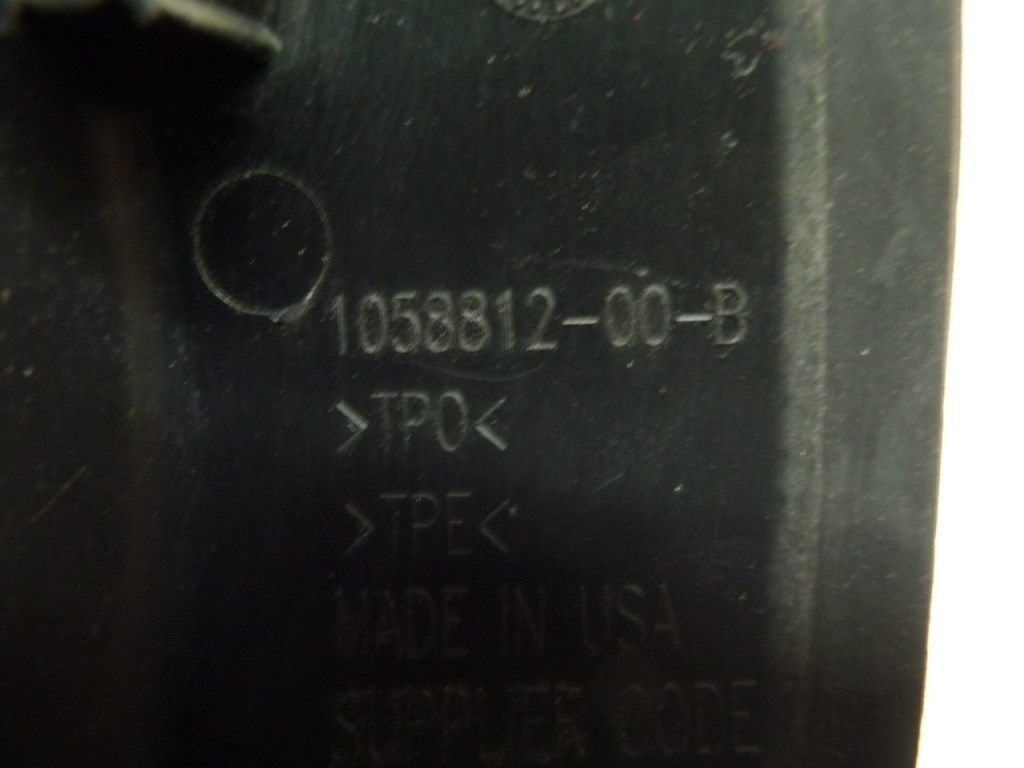 1058812-00-B
>TPO<
>TPE<
MADE IN USA
SUPPLIER CODE